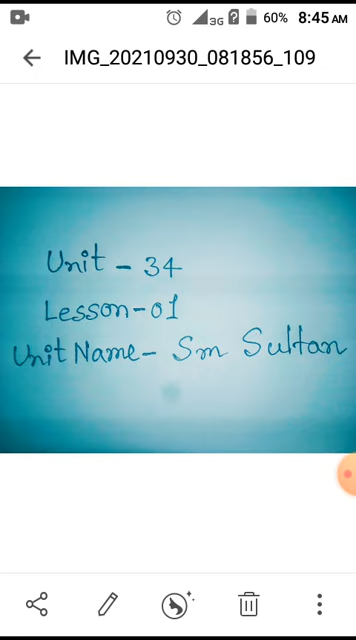 3G 60% 8:45 AM
IMG_20210930_081856_109
Unit - 34
Lesson-01
Unit Name- Sm Sultan